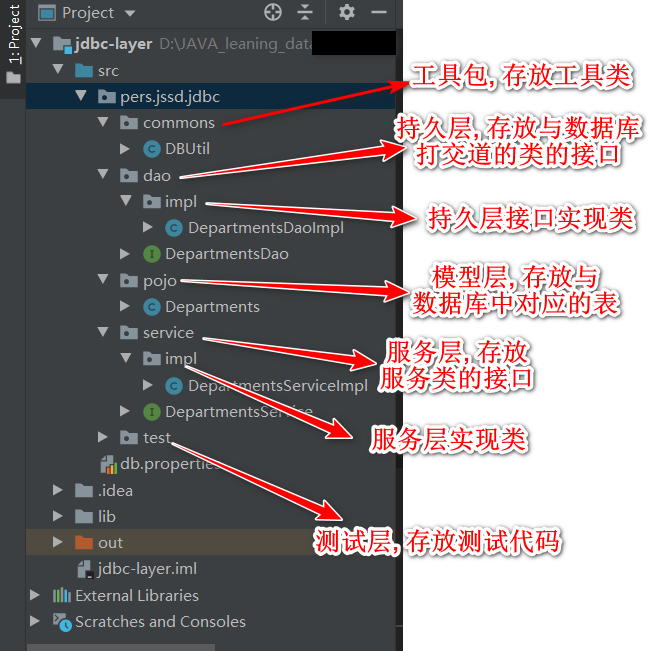 1: Project
Project
jdbc-layer D:\JAVA_leaning_data
src
pers.jssd.jdbc
commons
工具包, 存放工具类
DBUtil
持久层, 存放与数据库
打交道的类的接口
dao
impl
持久层接口实现类
DepartmentsDaoImpl
DepartmentsDao
pojo
模型层, 存放与
数据库中对应的表
Departments
service
服务层, 存放
服务类的接口
impl
DepartmentsServiceImpl
DepartmentsService
服务层实现类
test
db.properties
.idea
lib
out
测试层, 存放测试代码
jdbc-layer.iml
External Libraries
Scratches and Consoles